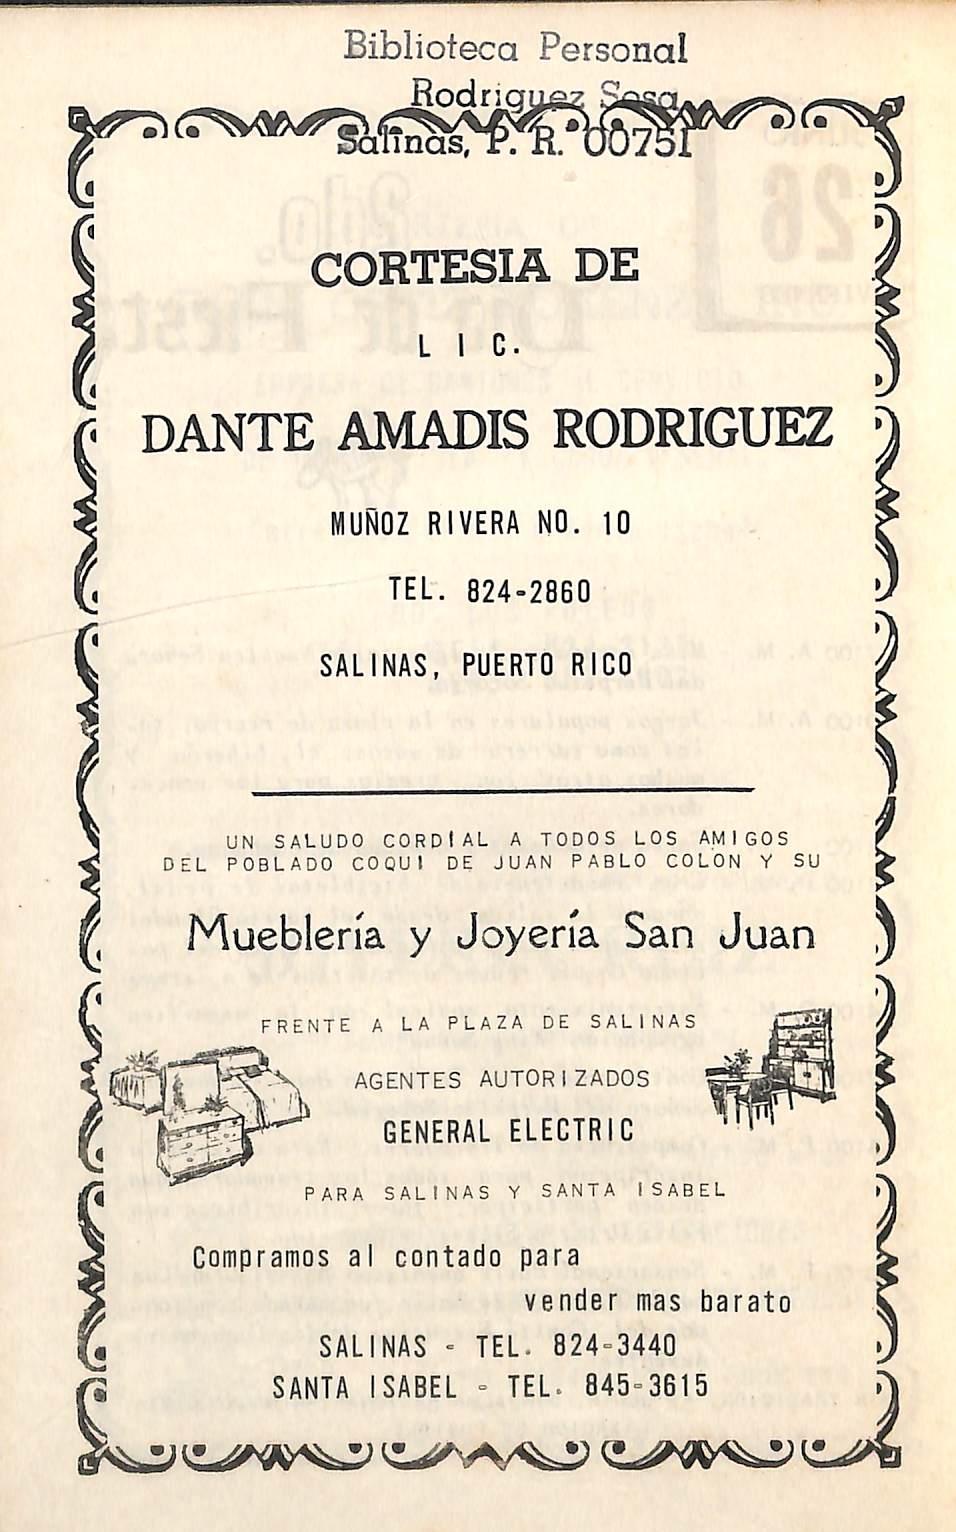 Biblioteca Personal
Rodriguez Sosa
Salinas, P. R. 00751
CORTESIA DE
LIC.
DANTE AMADIS RODRIGUEZ
MUÑOZ RIVERA NO. 10
TEL. 824-2860
SALINAS, PUERTO RICO
UN SALUDO CORDIAL A TODOS LOS AMIGOS
DEL POBLADO COQUI DE JUAN PABLO COLON Y SU
Mueblería y Joyería San Juan
FRENTE A LA PLAZA DE SALINAS
AGENTES AUTORIZADOS
GENERAL ELECTRIC
PARA SALINAS Y SANTA ISABEL
Compramos al contado para
vender mas barato
SALINAS - TEL. 824-3440
SANTA ISABEL - TEL. 845-3615